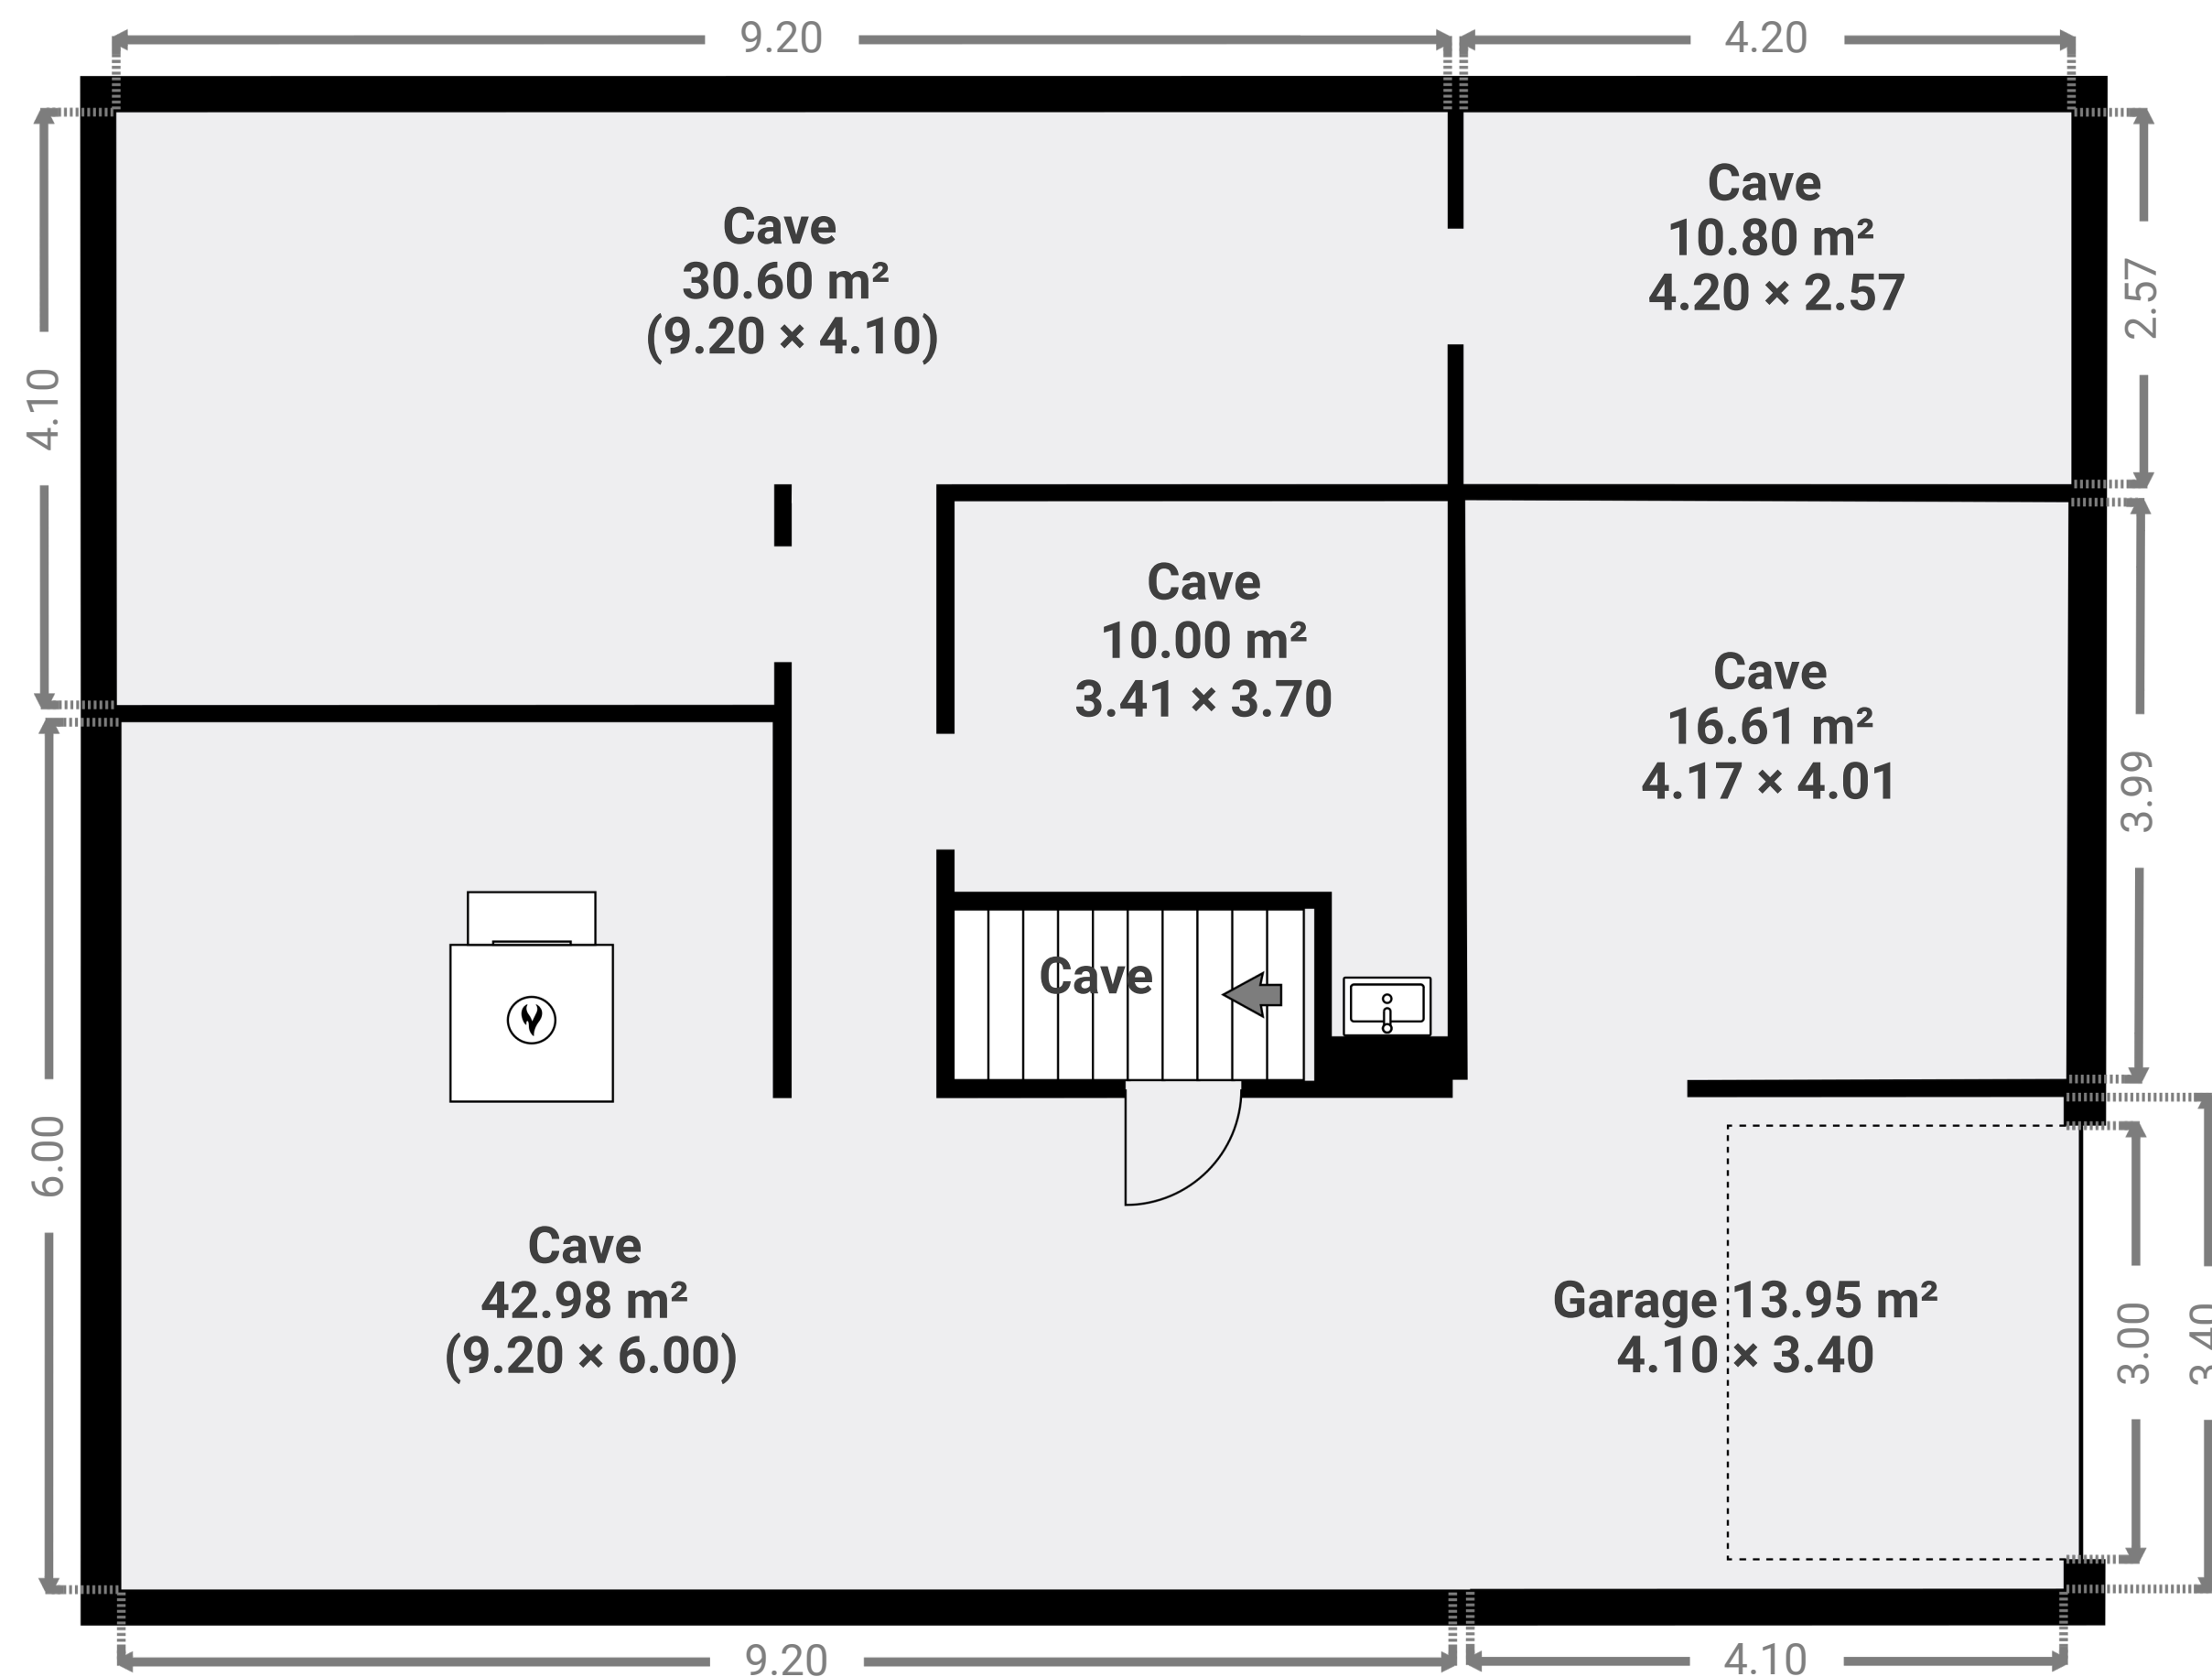 9.20
4.20
Cave
30.60 m²
(9.20 × 4.10)
Cave
10.80 m²
4.20 × 2.57
2.57
4.10
Cave
10.00 m²
3.41 × 3.70
Cave
16.61 m²
4.17 × 4.01
3.99
Cave
6.00
Cave
42.98 m²
(9.20 × 6.00)
Garage 13.95 m²
4.10 × 3.40
3.00
3.40
9.20
4.10